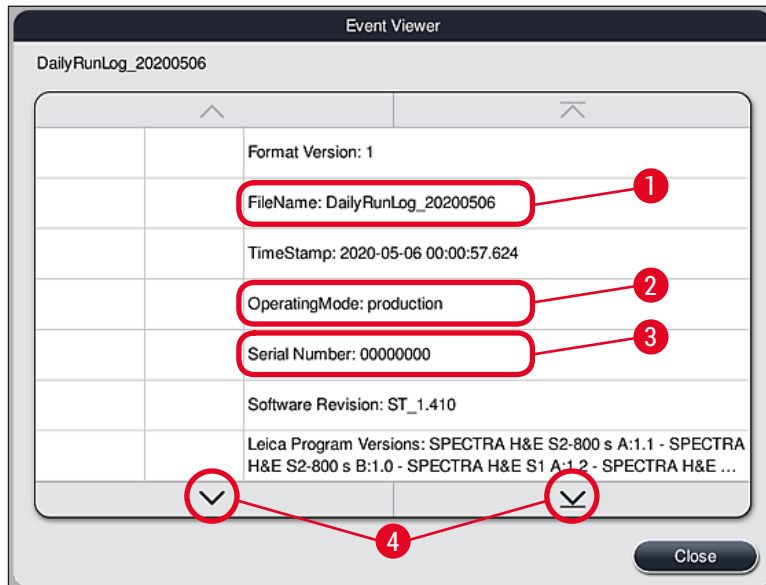 Event Viewer
DailyRunLog_20200506
Format Version: 1
FileName: DailyRunLog_20200506
1
TimeStamp: 2020-05-06 00:00:57.624
OperatingMode: production
2
Serial Number: 00000000
3
Software Revision: ST_1.410
Leica Program Versions: SPECTRA H&E S2-800 s A:1.1 - SPECTRA
H&E S2-800 s B:1.0 - SPECTRA H&E S1 A:1.2 - SPECTRA H&E ...
4
Close